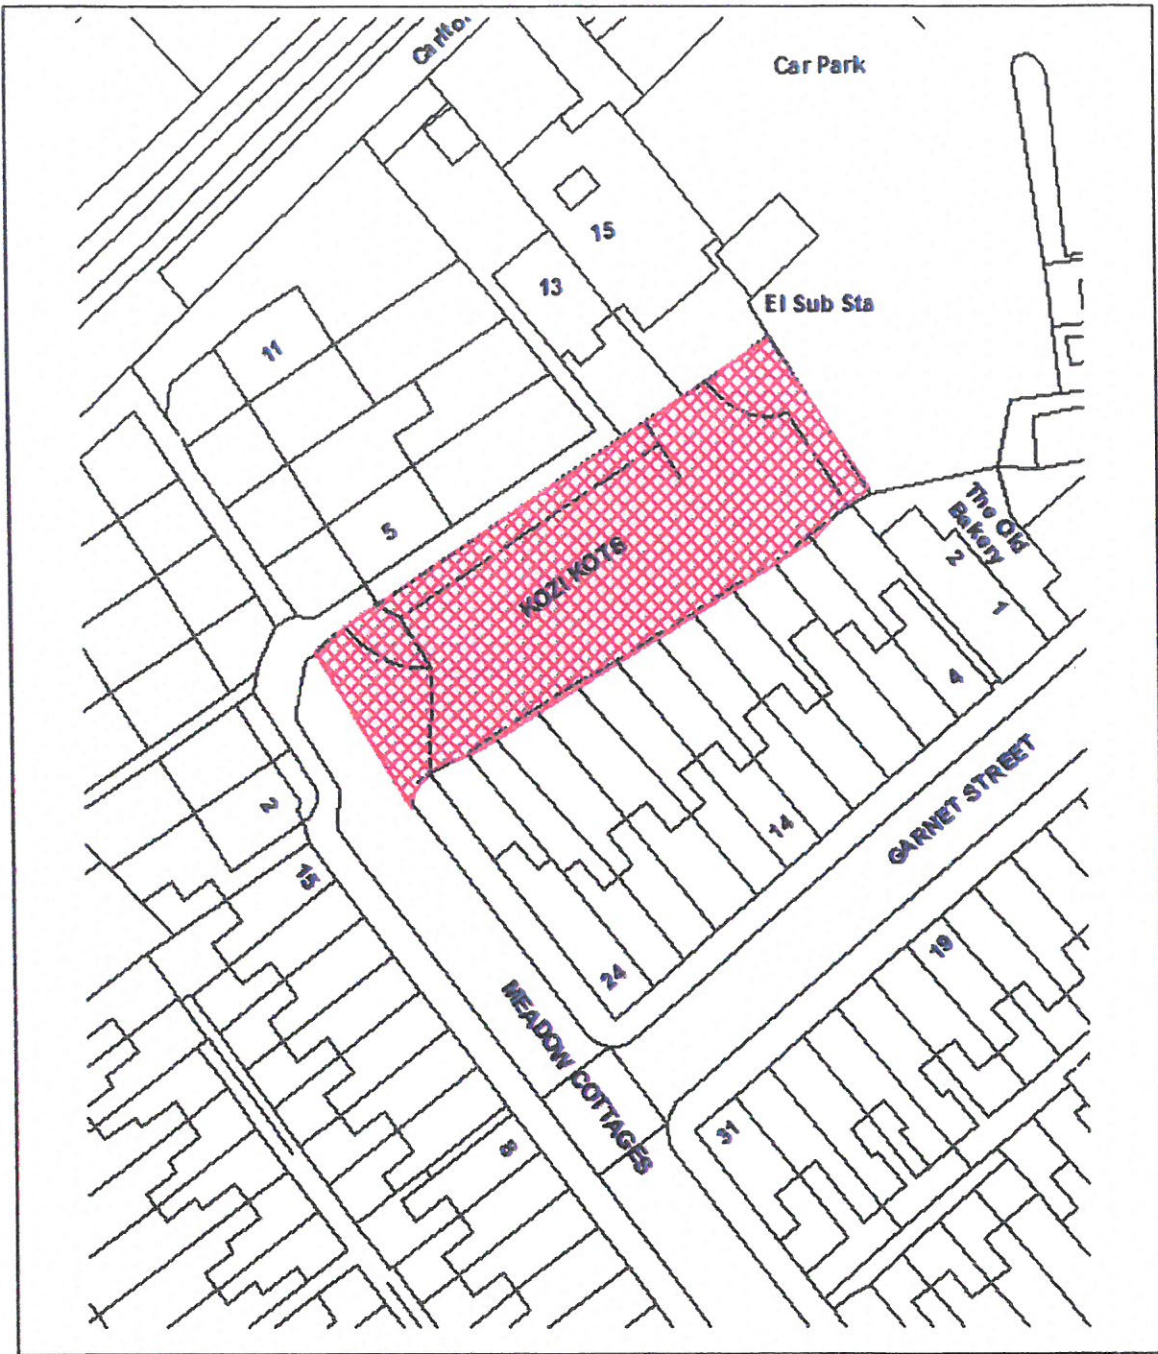 Car Park
15
13
El Sub Sta
11
5
KOZI KOTS
The Old
Bakery
2
1
4
2
GARNET STREET
14
15
19
24
MEADOW COTTAGES
31
8